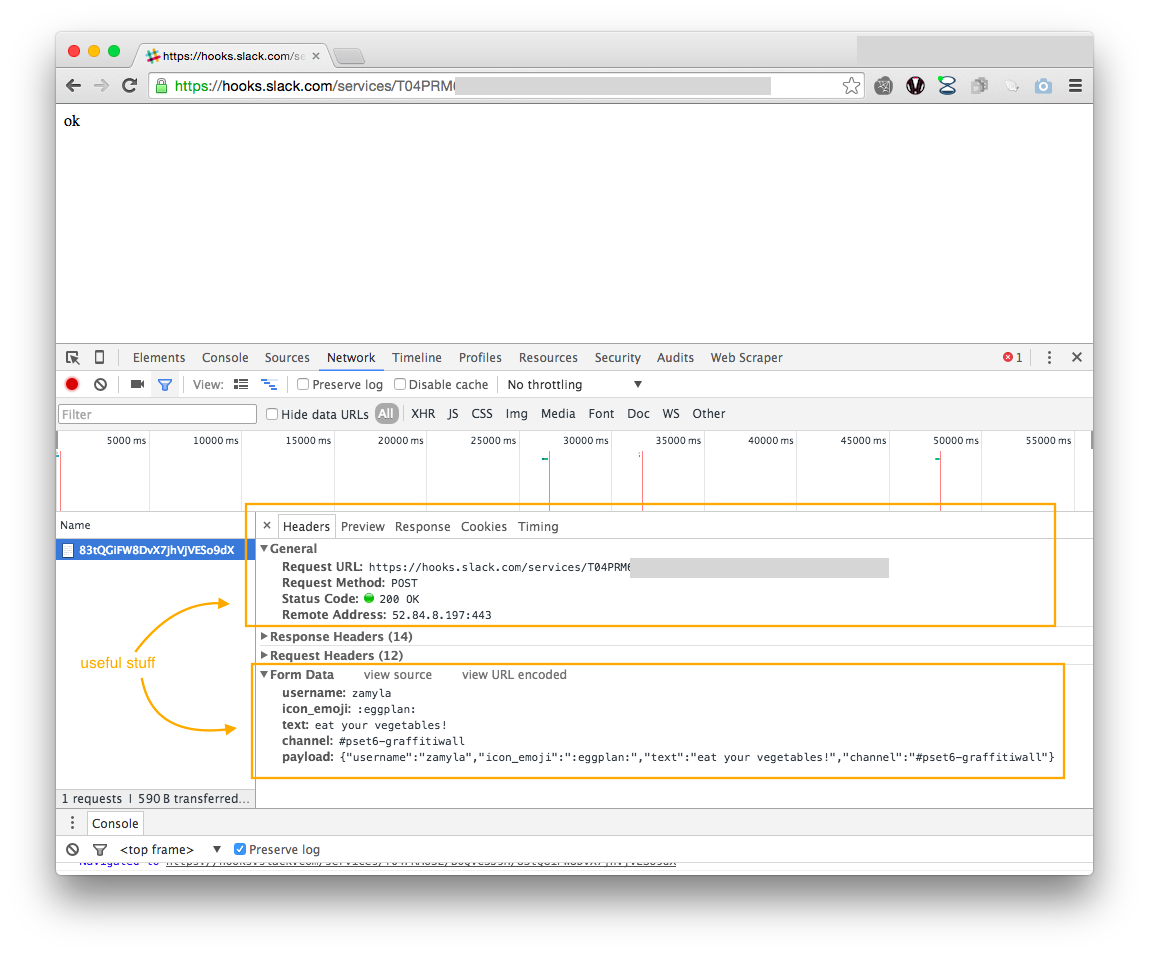 https://hooks.slack.com/se
https://hooks.slack.com/services/T04PRM
ok
Elements Console Sources Network Timeline Profiles Resources Security Audits Web Scraper 1
View: Preserve log Disable cache No throttling
Filter Hide data URLs All XHR JS CSS Img Media Font Doc WS Other
5000 ms 10000 ms 15000 ms 20000 ms 25000 ms 30000 ms 35000 ms 40000 ms 45000 ms 50000 ms 55000 ms
Name
83tQGiFW8DvX7jhVjVESo9dX
Headers Preview Response Cookies Timing
General
Request URL: https://hooks.slack.com/services/T04PRM
Request Method: POST
Status Code: 200 OK
Remote Address: 52.84.8.197:443
Response Headers (14)
Request Headers (12)
useful stuff
Form Data view source view URL encoded
username: zamyla
icon_emoji: :eggplan:
text: eat your vegetables!
channel: #pset6-graffitiwall
payload: {"username":"zamyla","icon_emoji":":eggplan:","text":"eat your vegetables!","channel":"#pset6-graffitiwall"}
1 requests | 590 B transferred...
Console
<top frame> Preserve log
Navigated to